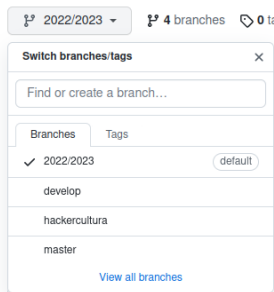 2022/2023 4 branches 0
Switch branches/tags
Find or create a branch...
Branches Tags
2022/2023 default
develop
hackercultura
master
View all branches